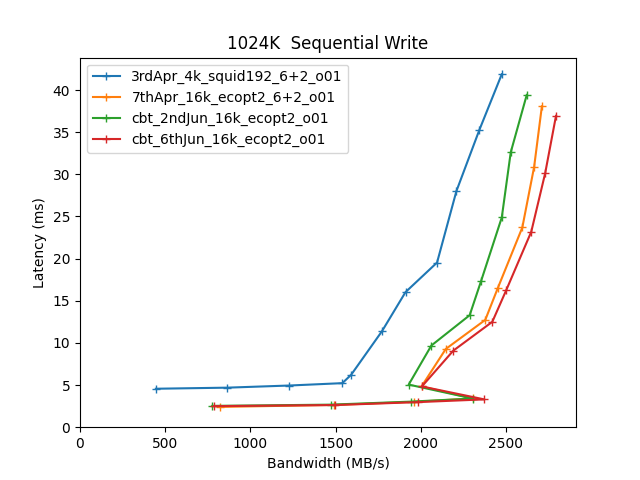 1024K  Sequential Write
3rdApr_4k_squid192_6+2_o01
7thApr_16k_ecopt2_6+2_o01
cbt_2ndJun_16k_ecopt2_o01
cbt_6thJun_16k_ecopt2_o01
Latency (ms)
40
35
30
25
20
15
10
5
0
0 500 1000 1500 2000 2500
Bandwidth (MB/s)